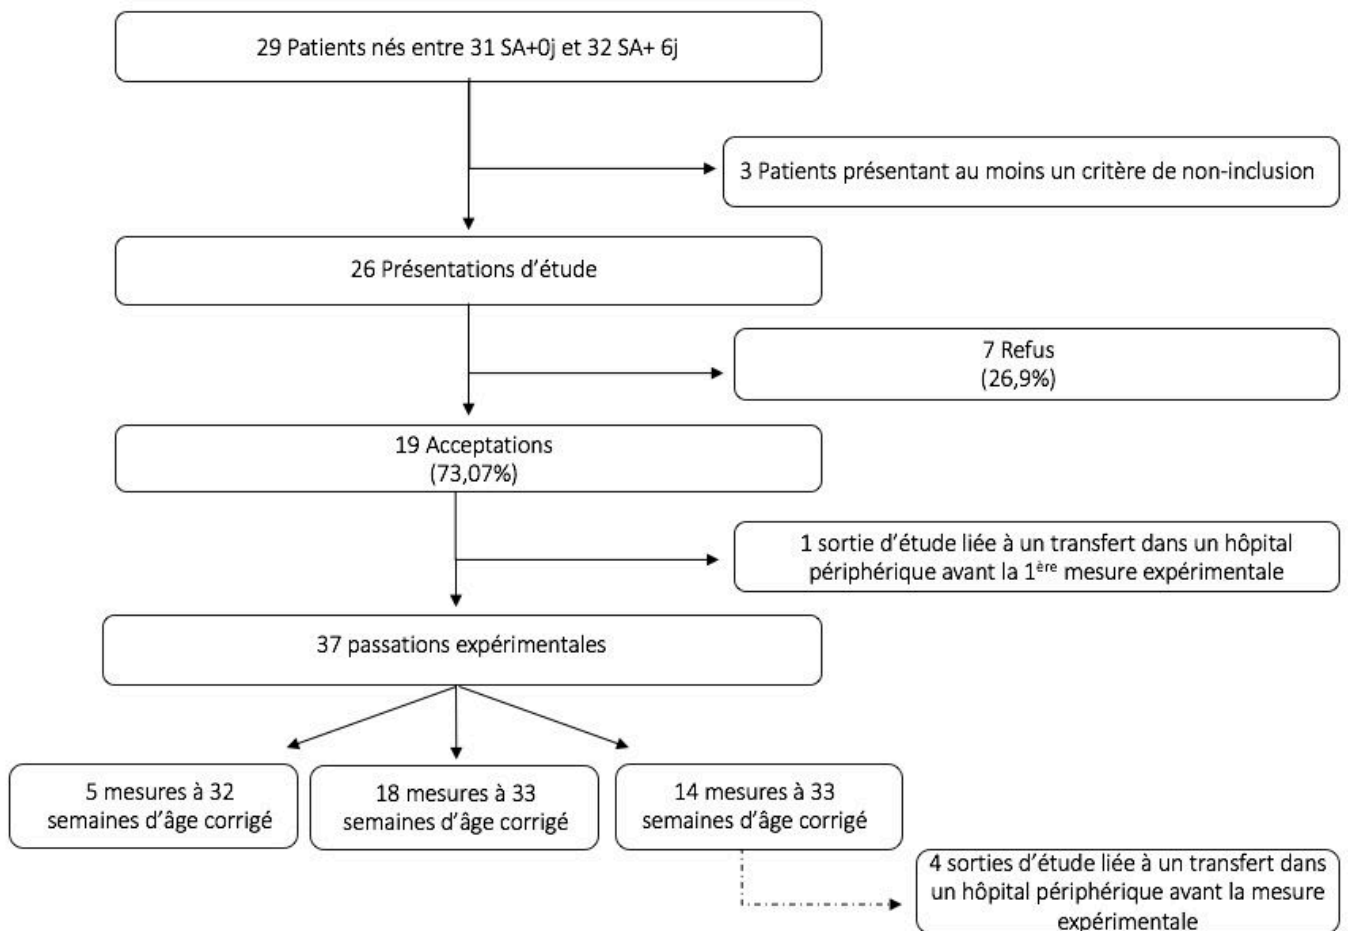 29 Patients nés entre 31 SA+0j et 32 SA+ 6j
3 Patients présentant au moins un critère de non-inclusion
26 Présentations d’étude
7 Refus
(26,9%)
19 Acceptations
(73,07%)
1 sortie d’étude liée à un transfert dans un hôpital
périphérique avant la 1ère mesure expérimentale
37 passations expérimentales
5 mesures à 32
semaines d’âge corrigé
18 mesures à 33
semaines d’âge corrigé
14 mesures à 33
semaines d’âge corrigé
4 sorties d’étude liée à un transfert dans
un hôpital périphérique avant la mesure
expérimentale